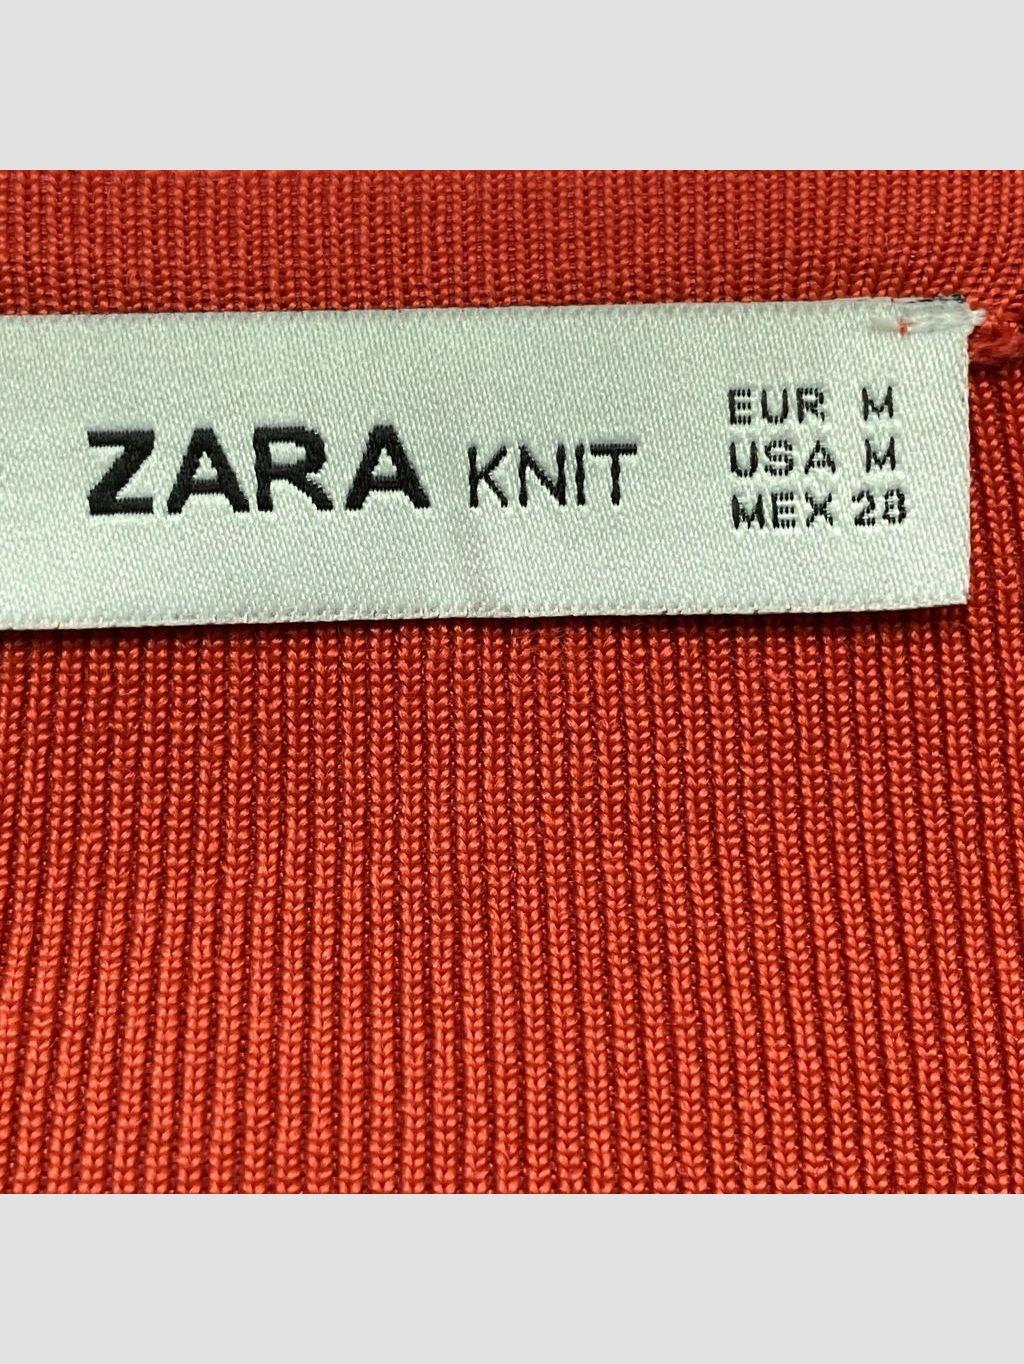 ZARA KNIT
EUR M
USA M
MEX 28